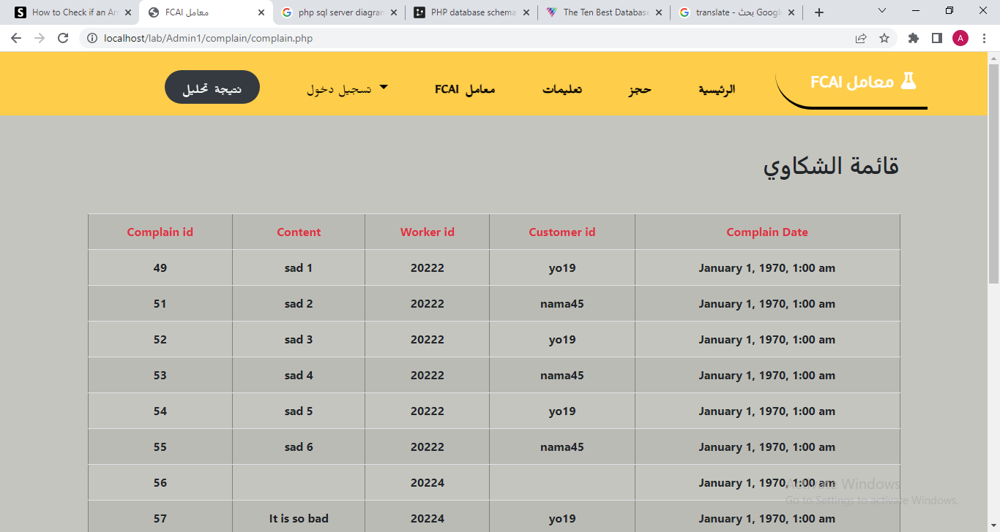 How to Check if an Ar
FCAI معامل
php sql server diagram
PHP database schema
The Ten Best Database
translate - بحث Google
localhost/lab/Admin1/complain/complain.php
A
معامل FCAI
الرئيسية
حجز
تعليمات
معامل FCAI
تسجيل دخول
نتيجة تحليل
قائمة الشكاوي
Complain id Content Worker id Customer id Complain Date
49 sad 1 20222 yo19 January 1, 1970, 1:00 am
51 sad 2 20222 nama45 January 1, 1970, 1:00 am
52 sad 3 20222 yo19 January 1, 1970, 1:00 am
53 sad 4 20222 nama45 January 1, 1970, 1:00 am
54 sad 5 20222 yo19 January 1, 1970, 1:00 am
55 sad 6 20222 nama45 January 1, 1970, 1:00 am
56 20224 January 1, 1970, 1:00 am
57 It is so bad 20224 yo19 January 1, 1970, 1:00 am
Activate Windows
Go to Settings to activate Windows.